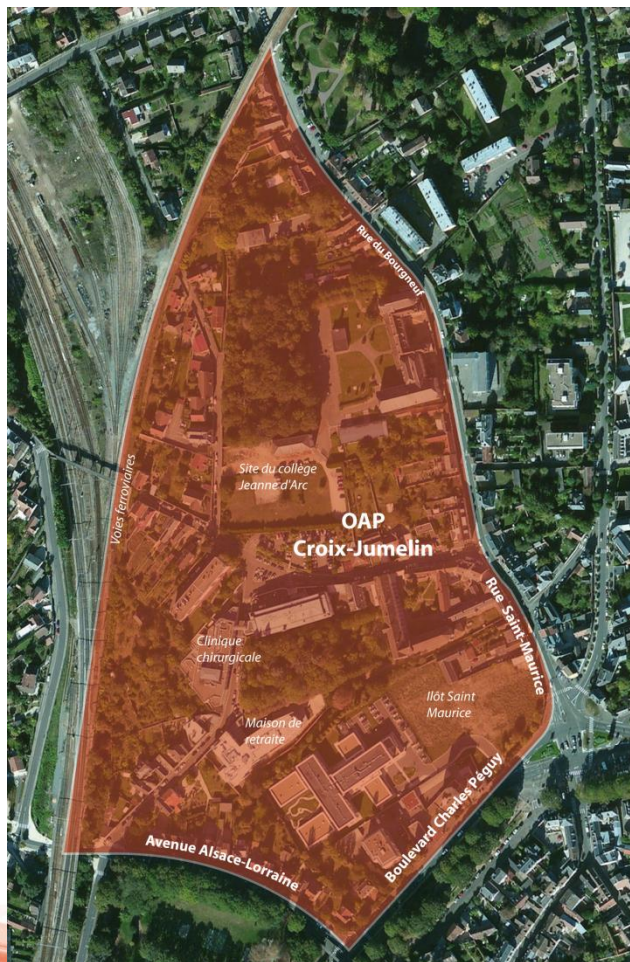 Rue du Bourgneuf
Voies ferroviaires
Site du collège
Jeanne d'Arc
OAP
Croix-Jumelin
Rue Saint-Maurice
Clinique
chirurgicale
Ilôt Saint
Maurice
Maison de
retraite
Boulevard Charles Péguy
Avenue Alsace-Lorraine